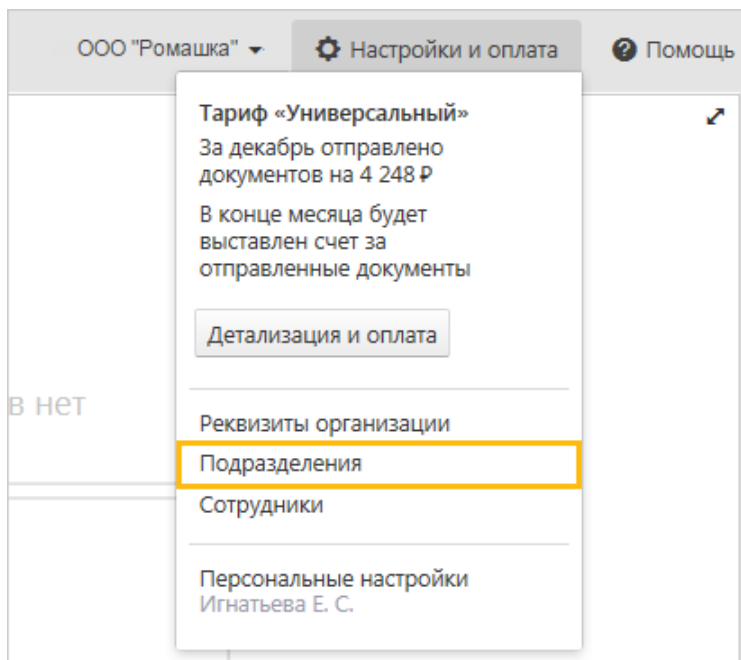 ООО "Ромашка" Настройки и оплата Помощь
Тариф «Универсальный»
За декабрь отправлено
документов на 4 248 ₽
В конце месяца будет
выставлен счет за
отправленные документы
Детализация и оплата
в нет
Реквизиты организации
Подразделения
Сотрудники
Персональные настройки
Игнатьева Е. С.